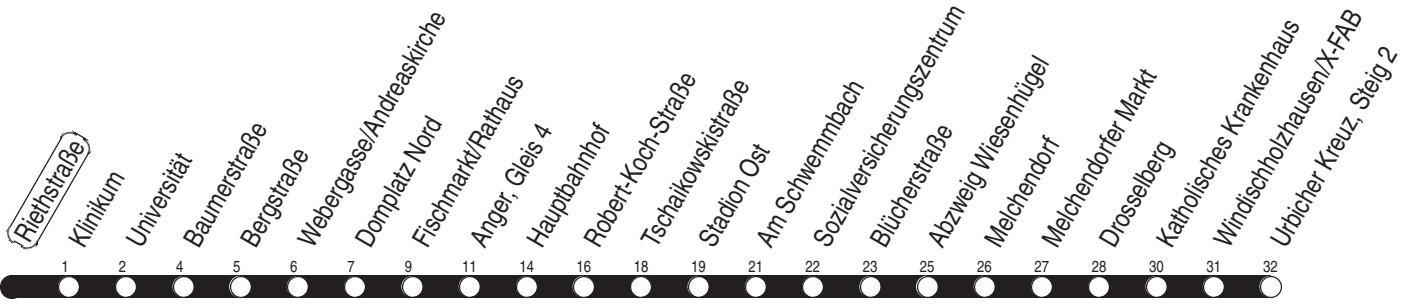 Riethstraße
Klinikum
Universität
Baumerstraße
Bergstraße
Webergasse/Andreaskirche
Domplatz Nord
Fischmarkt/Rathaus
Anger, Gleis 4
Hauptbahnhof
Robert-Koch-Straße
Tschaikowskistraße
Stadion Ost
Am Schwemmbach
Sozialversicherungszentrum
Blücherstraße
Abzweig Wiesenhügel
Melchendorf
Melchendorfer Markt
Drosselberg
Katholisches Krankenhaus
Windischholzhausen/X-FAB
Urbicher Kreuz, Steig 2
1 2 4 5 6 7 9 11 14 16 18 19 21 22 23 25 26 27 28 30 31 32